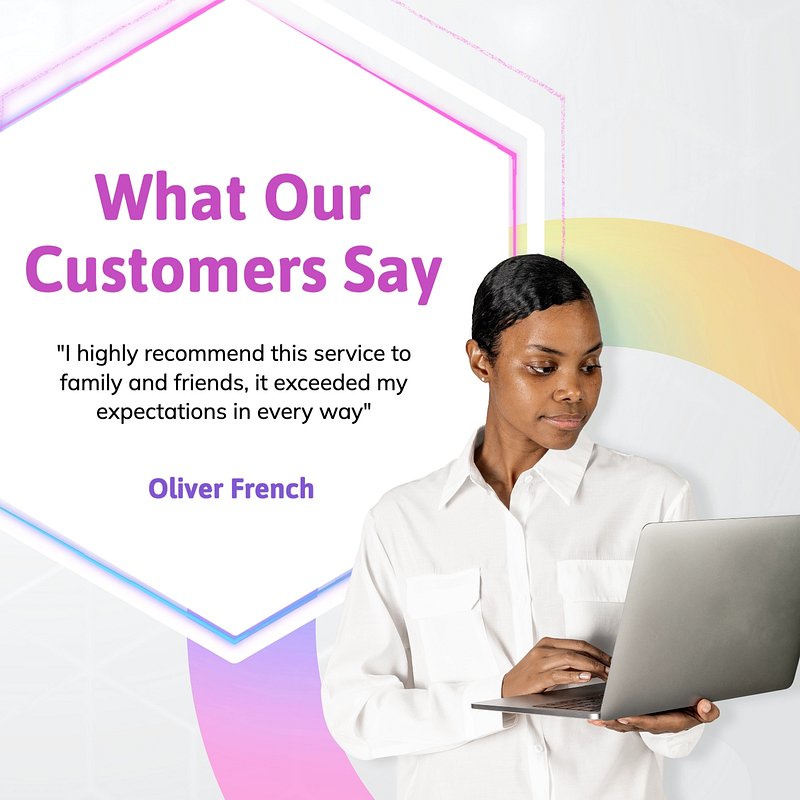 What Our
Customers Say
"I highly recommend this service to
family and friends, it exceeded my
expectations in every way"
Oliver French